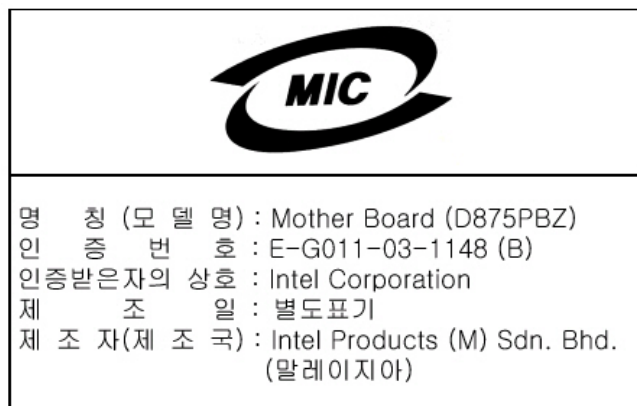 MIC
명 칭 (모 델 명) : Mother Board (D875PBZ)
인 증 번 호 : E-G011-03-1148 (B)
인증받은자의 상호 : Intel Corporation
제 조 일 : 별도표기
제 조 자(제 조 국) : Intel Products (M) Sdn. Bhd.
(말레이지아)